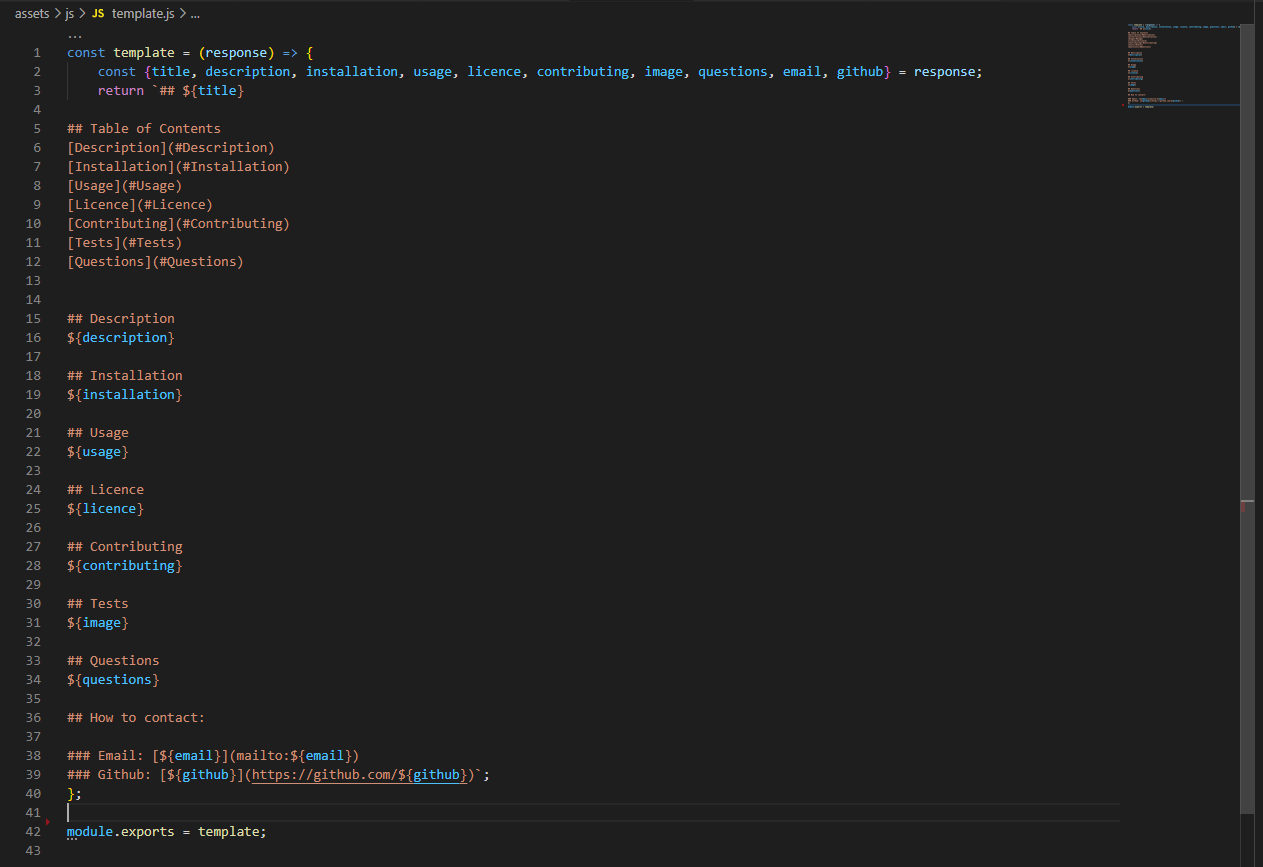 assets > js > JS template.js > ...
...
1 const template = (response) => {
2 const {title, description, installation, usage, licence, contributing, image, questions, email, github} = response;
3 return `## ${title}
4
5 ## Table of Contents
6 [Description](#Description)
7 [Installation](#Installation)
8 [Usage](#Usage)
9 [Licence](#Licence)
10 [Contributing](#Contributing)
11 [Tests](#Tests)
12 [Questions](#Questions)
13
14
15 ## Description
16 ${description}
17
18 ## Installation
19 ${installation}
20
21 ## Usage
22 ${usage}
23
24 ## Licence
25 ${licence}
26
27 ## Contributing
28 ${contributing}
29
30 ## Tests
31 ${image}
32
33 ## Questions
34 ${questions}
35
36 ## How to contact:
37
38 ### Email: [${email}](mailto:${email})
39 ### Github: [${github}](https://github.com/${github})`;
40 };
41
42 module.exports = template;
43